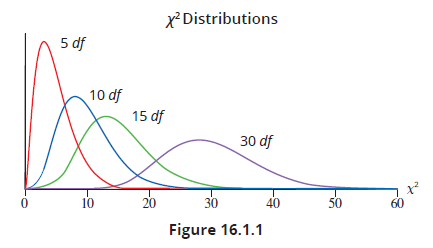 χ² Distributions
5 df
10 df
15 df
30 df
0 10 20 30 40 50 60 χ²
Figure 16.1.1